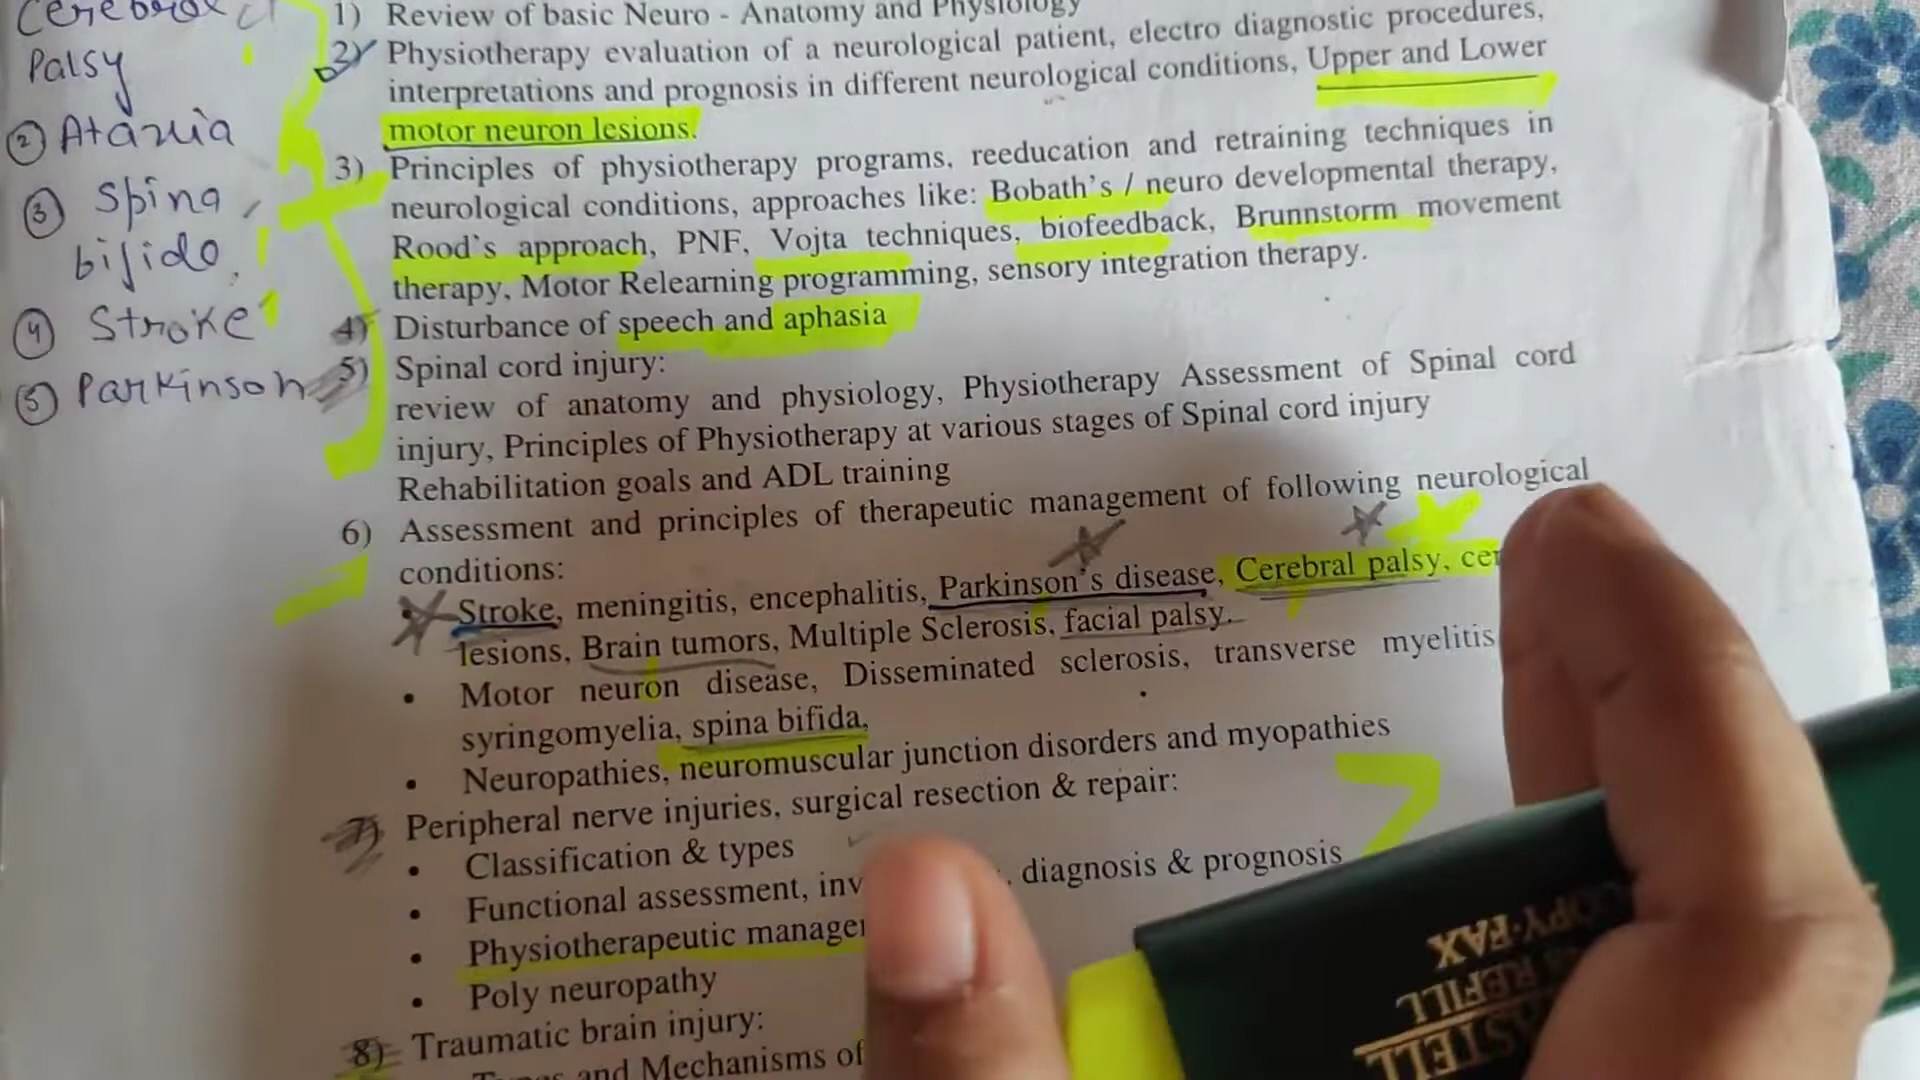 Cerebral
Palsy
② Ataxia
③ Spina
bifido
④ Stroke
⑤ Parkinson
1) Review of basic Neuro - Anatomy and Physiology
2) Physiotherapy evaluation of a neurological patient, electro diagnostic procedures,
interpretations and prognosis in different neurological conditions, Upper and Lower
motor neuron lesions.
3) Principles of physiotherapy programs, reeducation and retraining techniques in
neurological conditions, approaches like: Bobath's / neuro developmental therapy,
Rood's approach, PNF, Vojta techniques, biofeedback, Brunnstorm movement
therapy, Motor Relearning programming, sensory integration therapy.
4) Disturbance of speech and aphasia
5) Spinal cord injury:
review of anatomy and physiology, Physiotherapy Assessment of Spinal cord
injury, Principles of Physiotherapy at various stages of Spinal cord injury
Rehabilitation goals and ADL training
6) Assessment and principles of therapeutic management of following neurological
conditions:
• Stroke, meningitis, encephalitis, Parkinson's disease, Cerebral palsy, cer
lesions, Brain tumors, Multiple Sclerosis, facial palsy.
• Motor neuron disease, Disseminated sclerosis, transverse myelitis
syringomyelia, spina bifida,
• Neuropathies, neuromuscular junction disorders and myopathies
7) Peripheral nerve injuries, surgical resection & repair:
• Classification & types
• Functional assessment, inv , diagnosis & prognosis
• Physiotherapeutic manage
• Poly neuropathy
8) Traumatic brain injury:
and Mechanisms of
COPY·FAX
REFILL